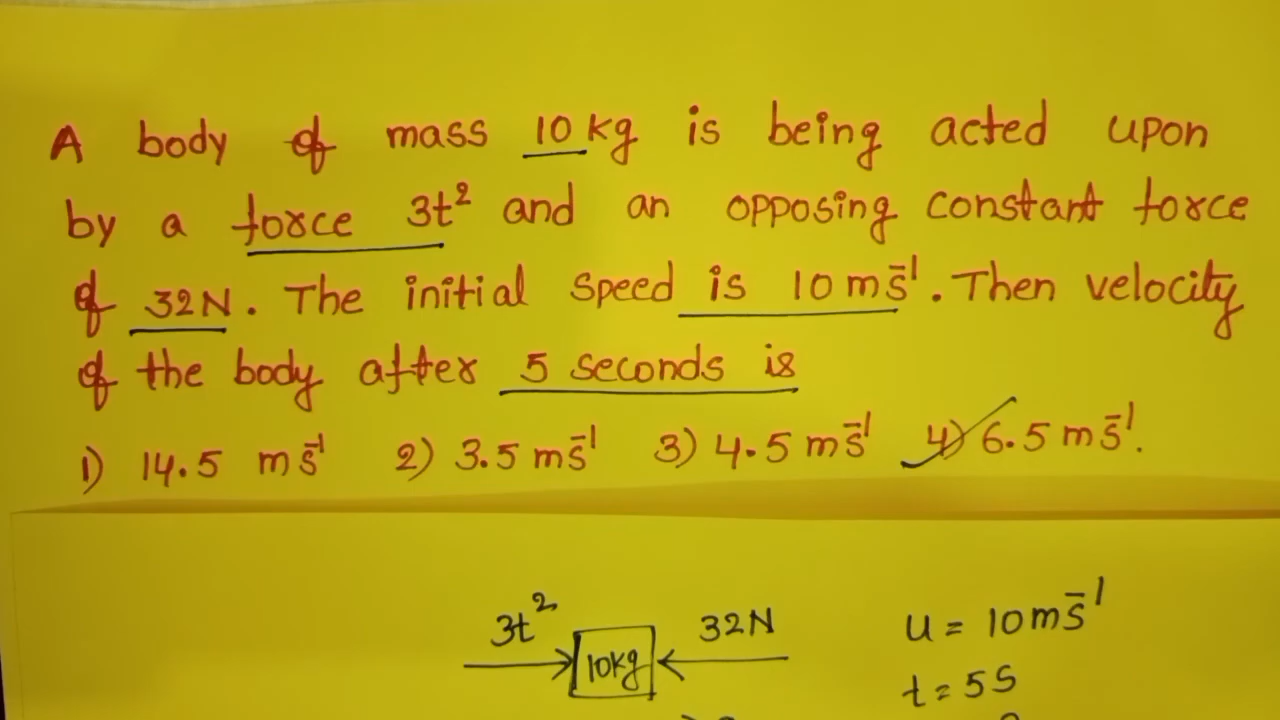 A body of mass 10 kg is being acted upon
by a force 3t² and an opposing constant force
of 32N. The initial speed is 10 ms̄¹. Then velocity
of the body after 5 seconds is
1) 14.5 ms̄¹ 2) 3.5 ms̄¹ 3) 4.5 ms̄¹ 4) 6.5 ms̄¹.
3t² 32N u = 10ms̄¹
10kg
t = 5S